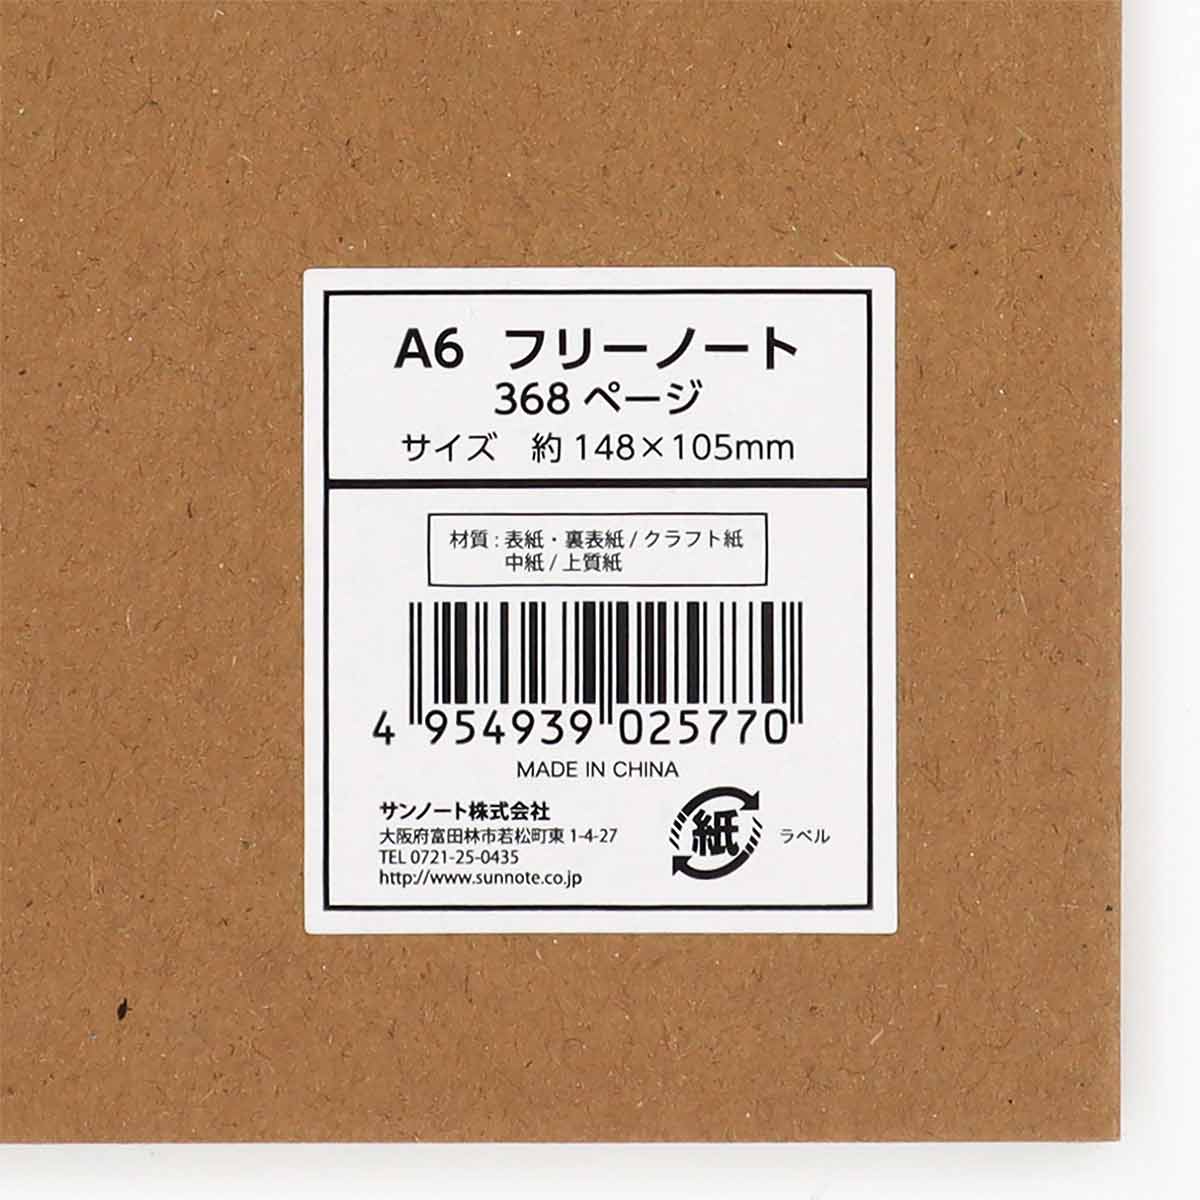 A6 フリーノート
368 ページ
サイズ 約 148×105mm
材質 : 表紙・裏表紙 / クラフト紙
中紙 / 上質紙
4 954939 025770
MADE IN CHINA
サンノート株式会社
大阪府富田林市若松町東 1-4-27
TEL 0721-25-0435
http://www.sunnote.co.jp
紙 ラベル